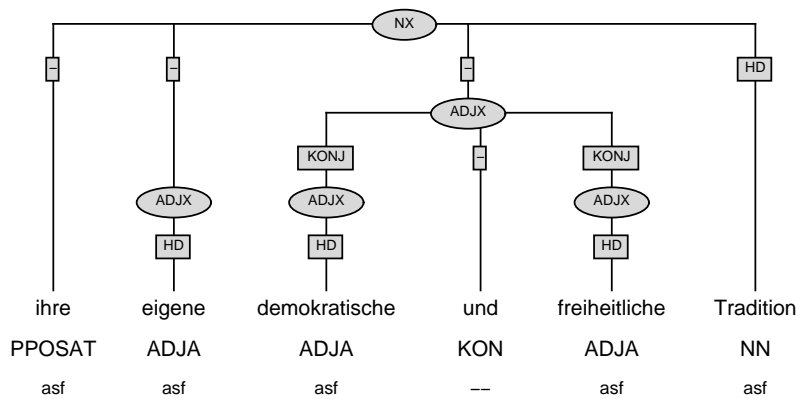 NX
– – – HD
ADJX
KONJ – KONJ
ADJX ADJX ADJX
HD HD HD
ihre eigene demokratische und freiheitliche Tradition
PPOSAT ADJA ADJA KON ADJA NN
asf asf asf −− asf asf